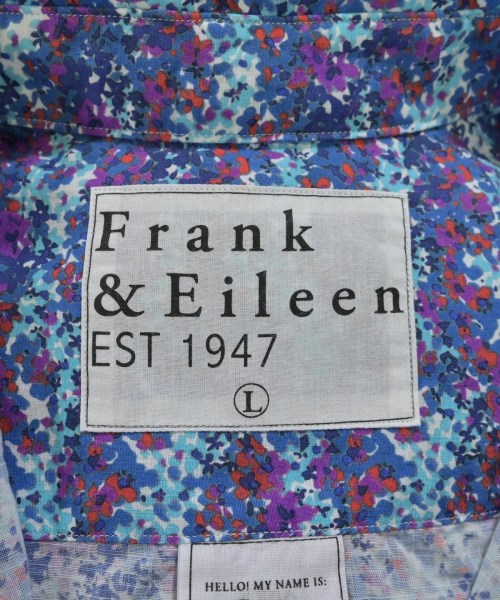 Frank
& Eileen
EST 1947
L
HELLO! MY NAME IS: